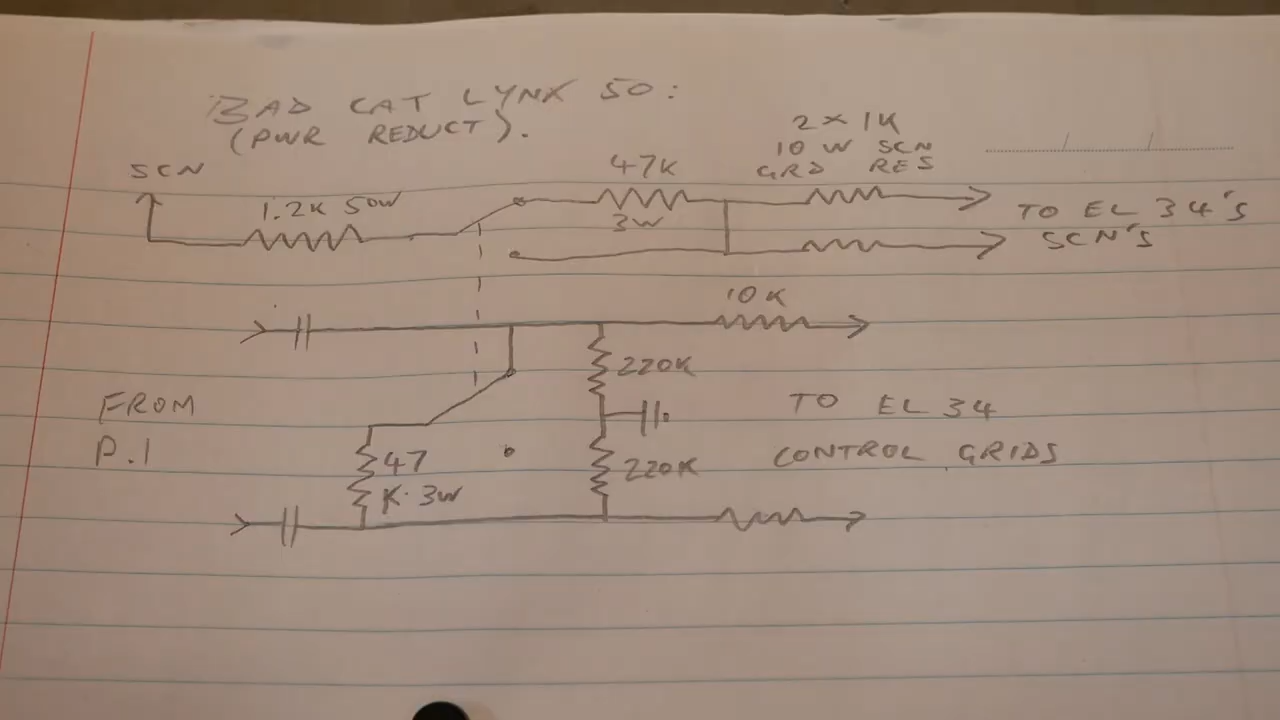 BAD CAT LYNX 50:
(PWR REDUCT).
SCN
1.2K 50W
47K
3W
2 X 1K
10 W SCN
GRD RES
TO EL 34'S
SCN'S
10K
220K
FROM
P.I
47
K. 3W
220K
TO EL 34
CONTROL GRIDS